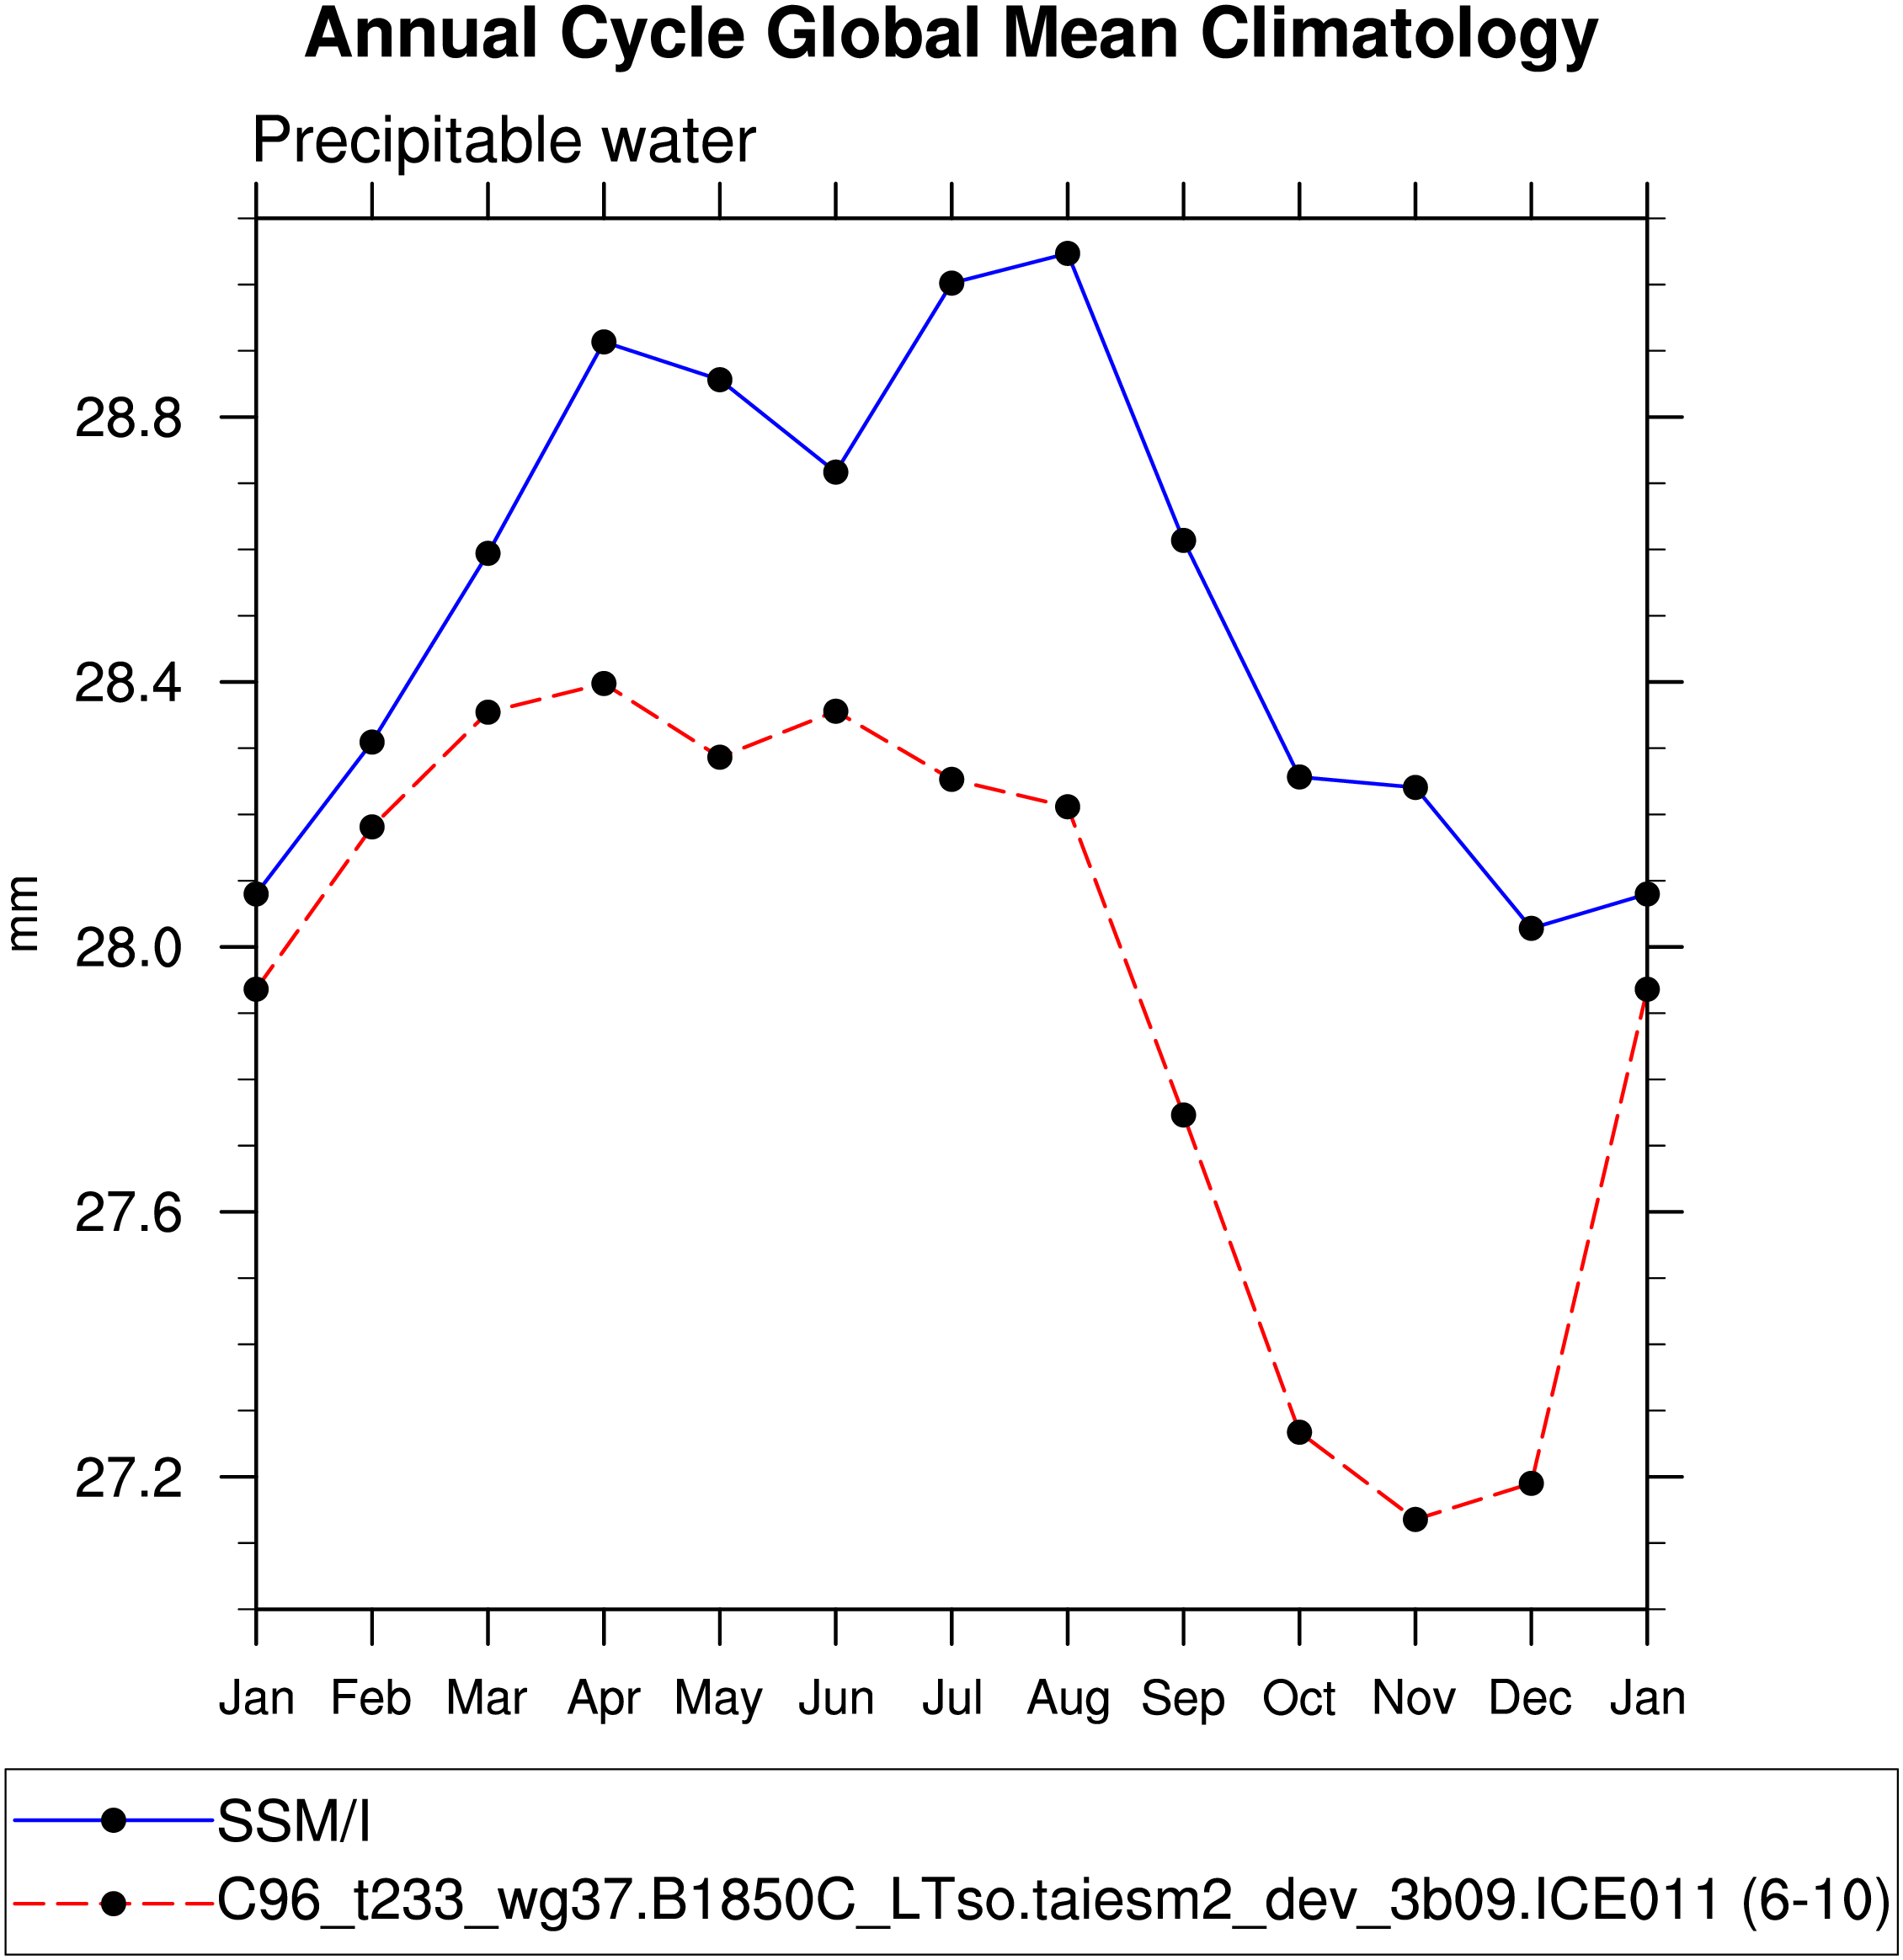 Annual Cycle Global Mean Climatology
Precipitable water
28.8
28.4
28.0
27.6
27.2
mm
Jan Feb Mar Apr May Jun Jul Aug Sep Oct Nov Dec Jan
SSM/I
C96_t233_wg37.B1850C_LTso.taiesm2_dev_3b09.ICE011 (6-10)